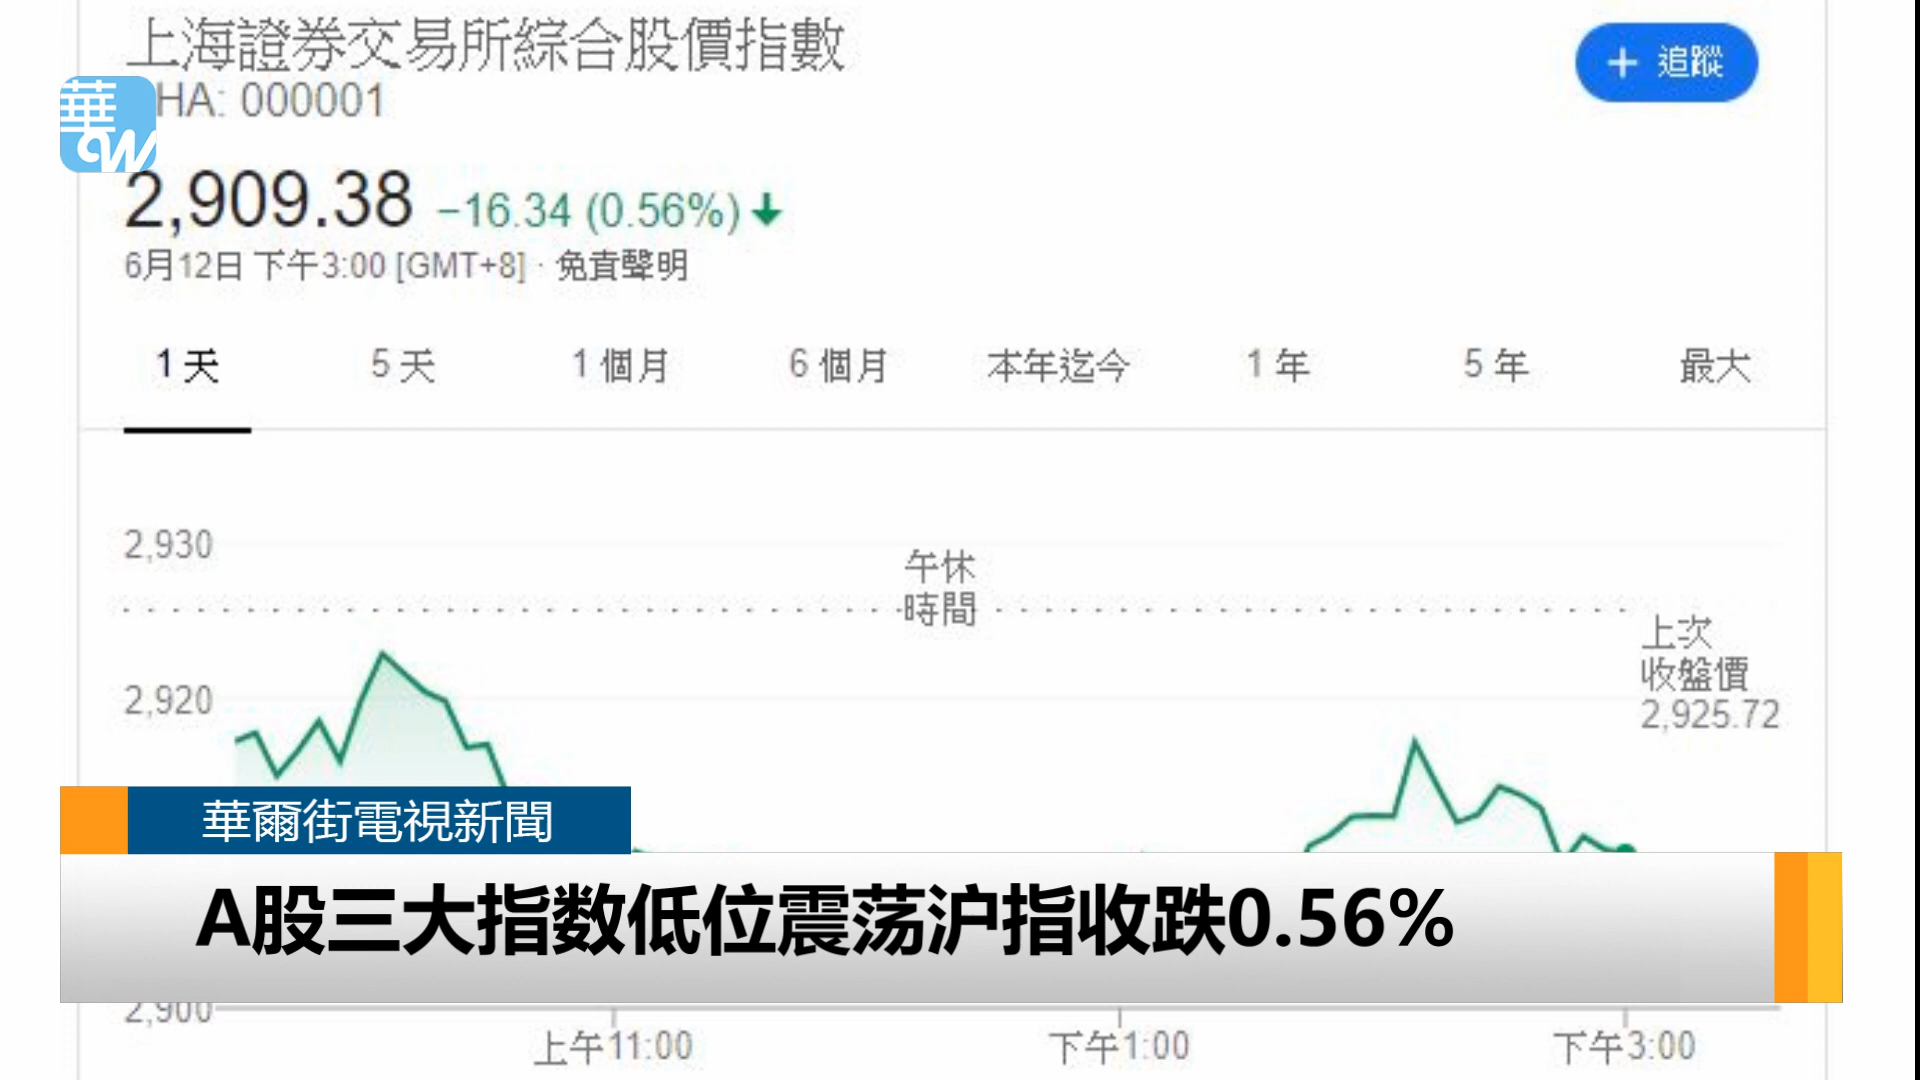 上海證券交易所綜合股價指數
+ 追蹤
華
CW
HA: 000001
2,909.38 −16.34 (0.56%)
6月12日 下午3:00 [GMT+8] · 免責聲明
1 天 5 天 1 個月 6 個月 本年迄今 1 年 5 年 最大
2,930
午休
時間
上次
收盤價
2,925.72
2,920
華爾街電視新聞
A股三大指数低位震荡沪指收跌0.56%
2,900
上午11:00 下午1:00 下午3:00